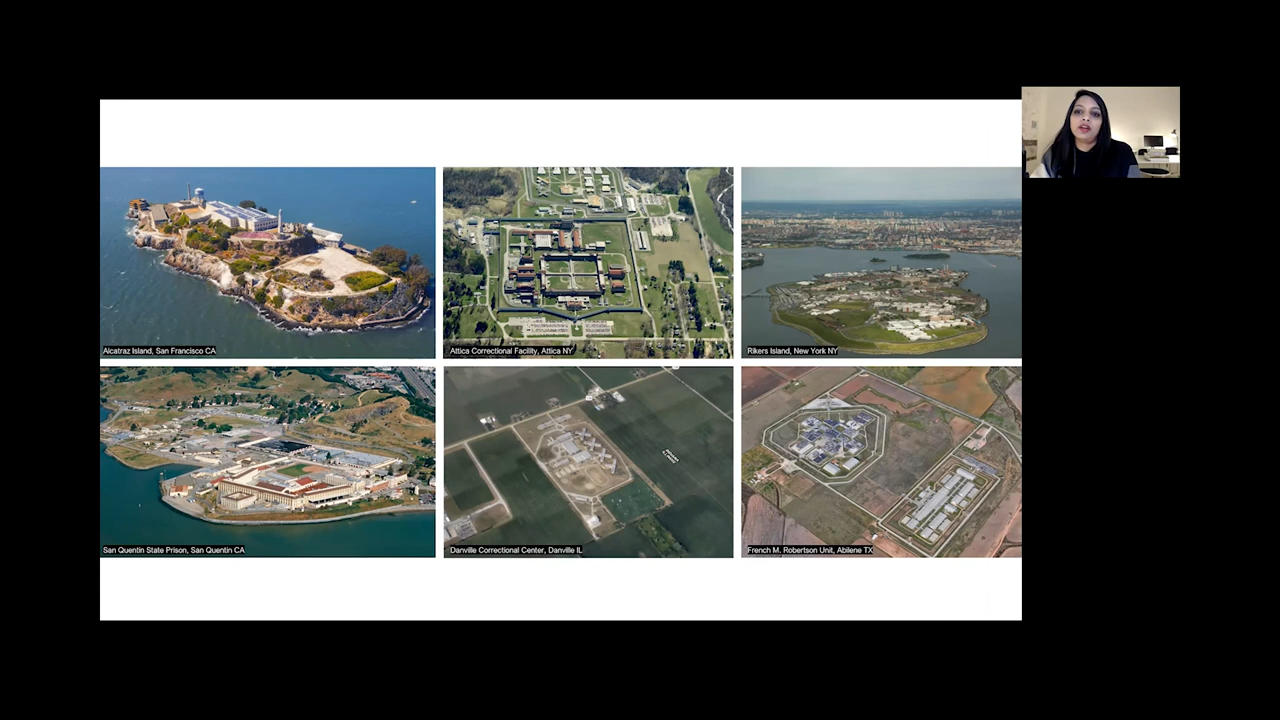 Alcatraz Island, San Francisco CA
Attica Correctional Facility, Attica NY
Rikers Island, New York NY
San Quentin State Prison, San Quentin CA
Danville Correctional Center, Danville IL
French M. Robertson Unit, Abilene TX